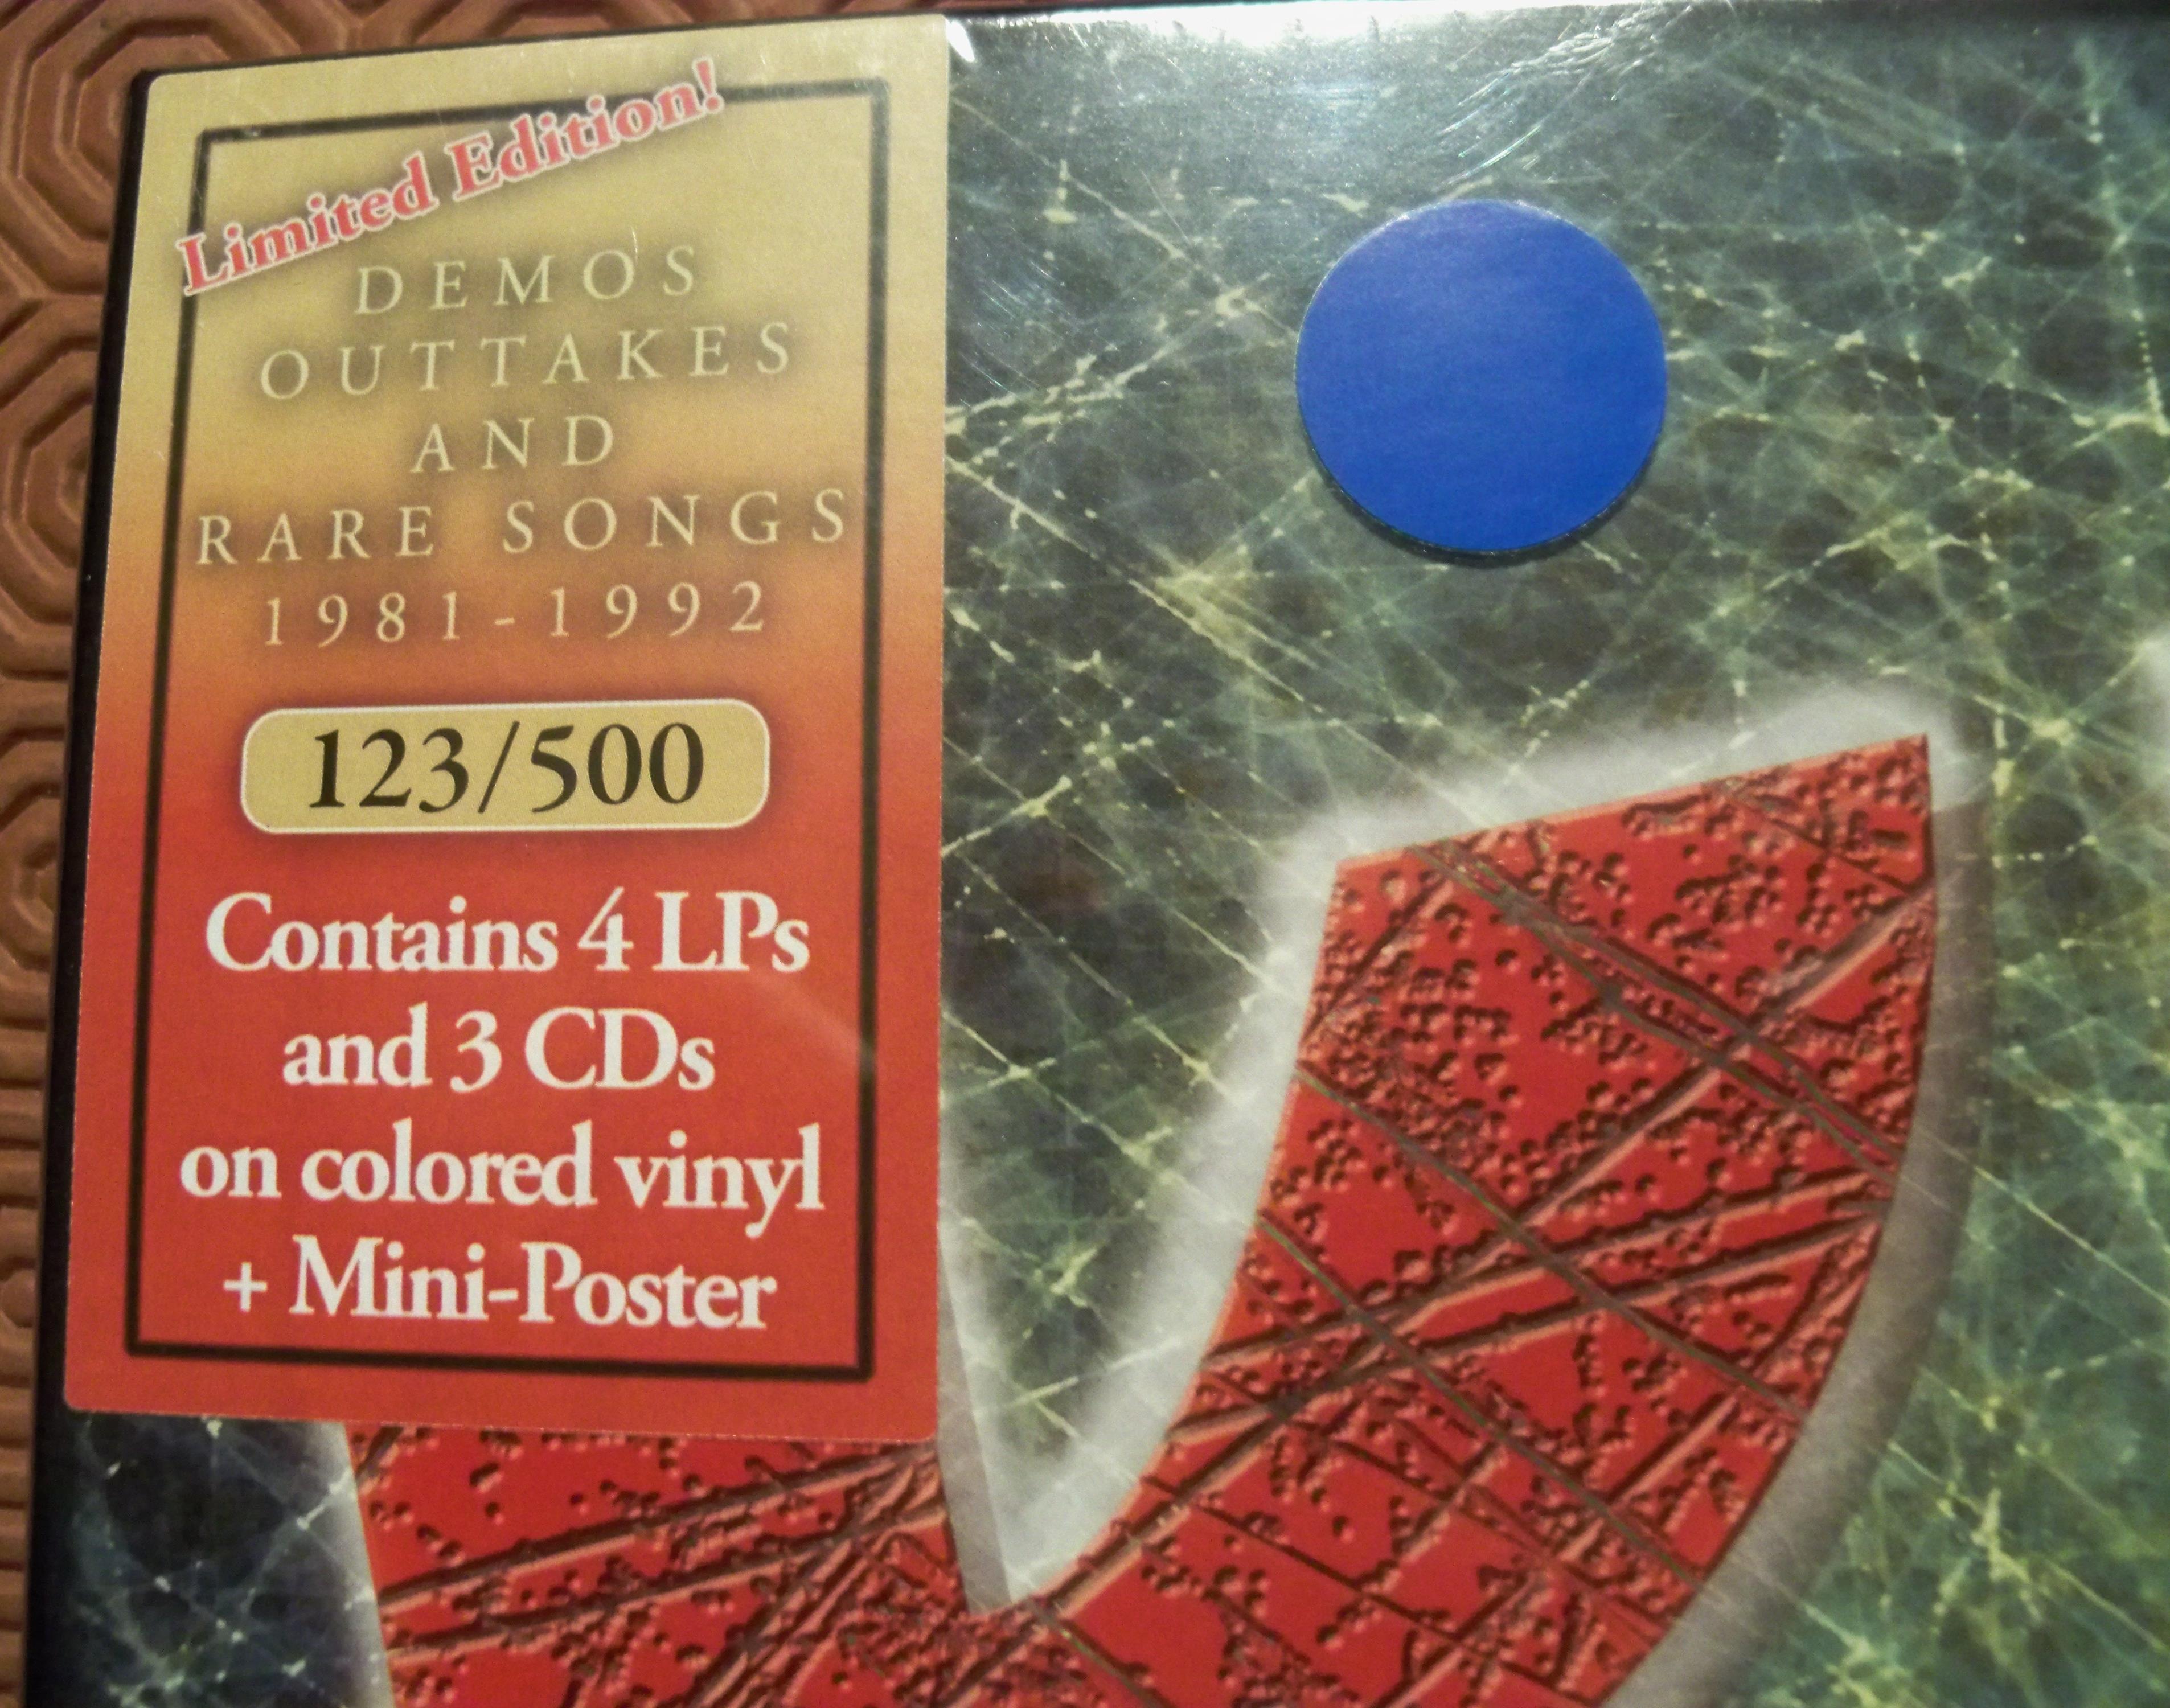 Limited Edition!
DEMOS
OUTTAKES
AND
RARE SONGS
1981-1992
123/500
Contains 4 LPs
and 3 CDs
on colored vinyl
+ Mini-Poster